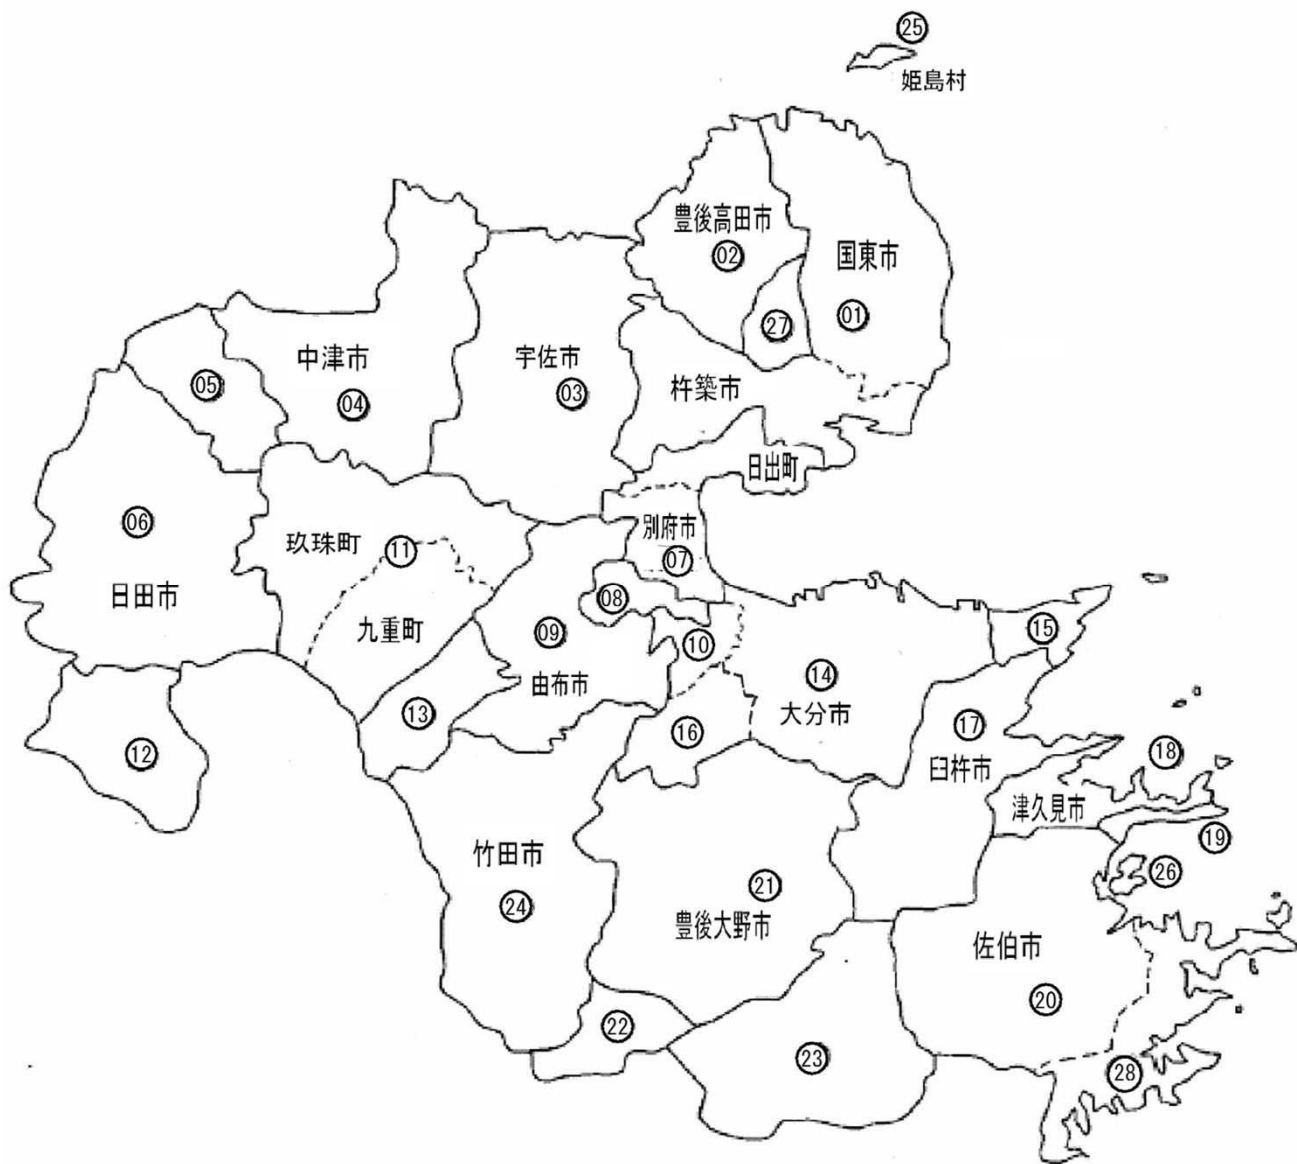 ㉕
姫島村
豊後高田市
02
国東市
27
01
中津市
宇佐市
05
04
03
杵築市
日出町
06
玖珠町
11
別府市
07
日田市
九重町
08
09
10
15
由布市
14
大分市
13
16
17
12
臼杵市
18
津久見市
19
竹田市
26
24
21
豊後大野市
佐伯市
20
22
23
28